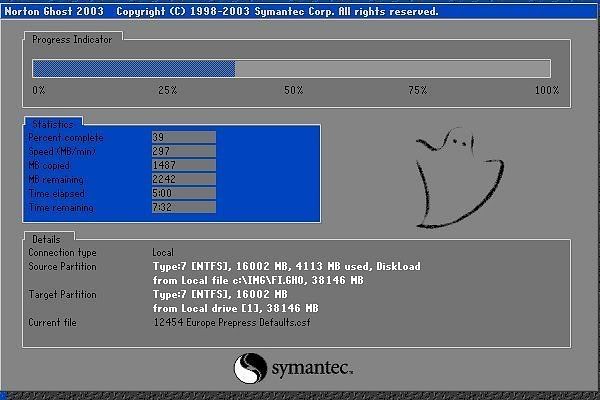 Norton Ghost 2003 Copyright (C) 1998-2003 Symantec Corp. All rights reserved.
Progress Indicator
0% 25% 50% 75% 100%
Statistics
Percent complete 39
Speed (MB/min) 297
MB copied 1487
MB remaining 2242
Time elapsed 5:00
Time remaining 7:32
Details
Connection type Local
Source Partition Type:7 [NTFS], 16002 MB, 4113 MB used, DiskLoad
from Local file c:\IMG\FI.GHO, 38146 MB
Target Partition Type:7 [NTFS], 16002 MB
from Local drive [1], 38146 MB
Current file 12454 Europe Prepress Defaults.csf
symantec™